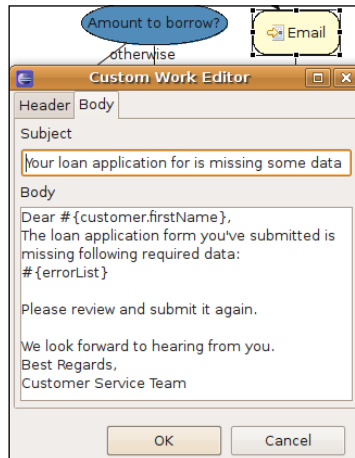 Amount to borrow?
Email
otherwise
Custom Work Editor
Header Body
Subject
Your loan application for is missing some data
Body
Dear #{customer.firstName},
The loan application form you've submitted is
missing following required data:
#{errorList}
Please review and submit it again.
We look forward to hearing from you.
Best Regards,
Customer Service Team
OK Cancel